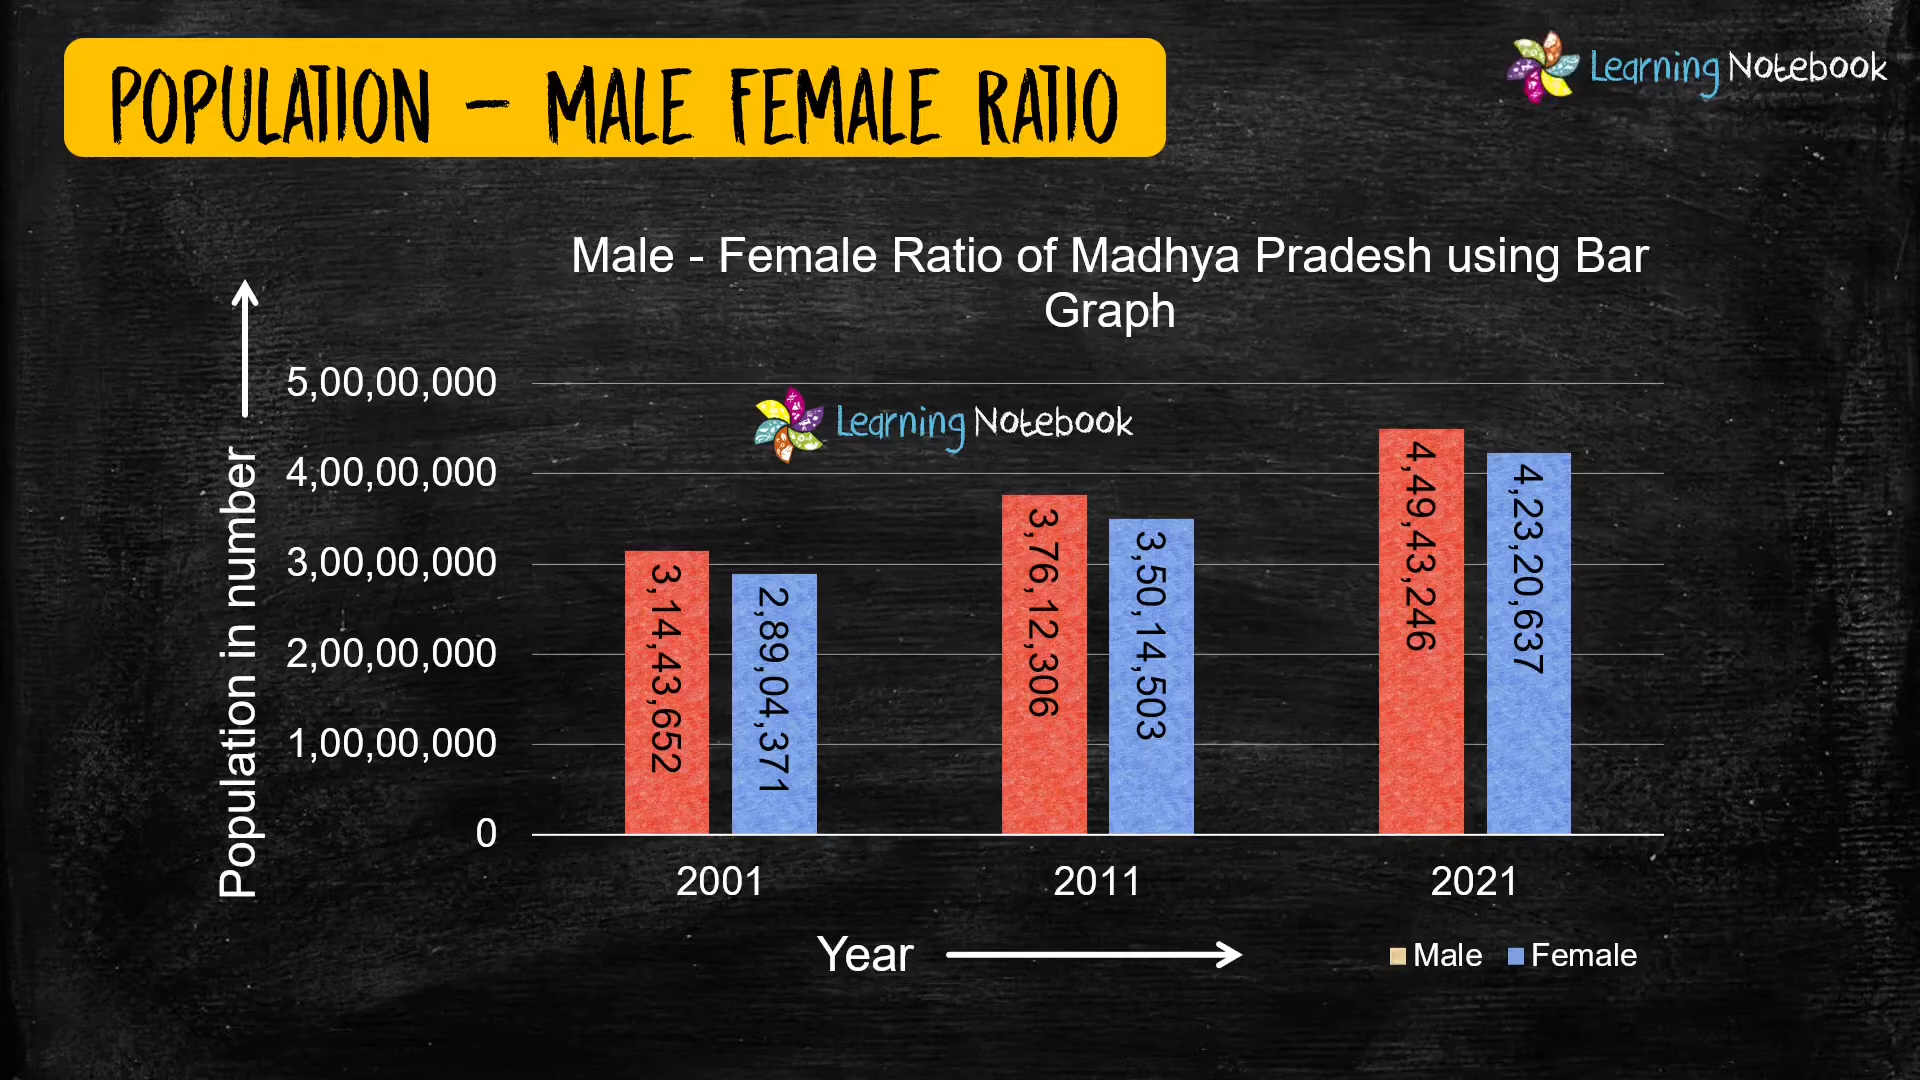 POPULATION – MALE FEMALE RATIO
Learning Notebook
Male - Female Ratio of Madhya Pradesh using Bar
Graph
Population in number
5,00,00,000
4,00,00,000
3,00,00,000
2,00,00,000
1,00,00,000
0
Learning Notebook
3,14,43,652
2,89,04,371
3,76,12,306
3,50,14,503
4,49,43,246
4,23,20,637
2001
2011
2021
Year
Male
Female